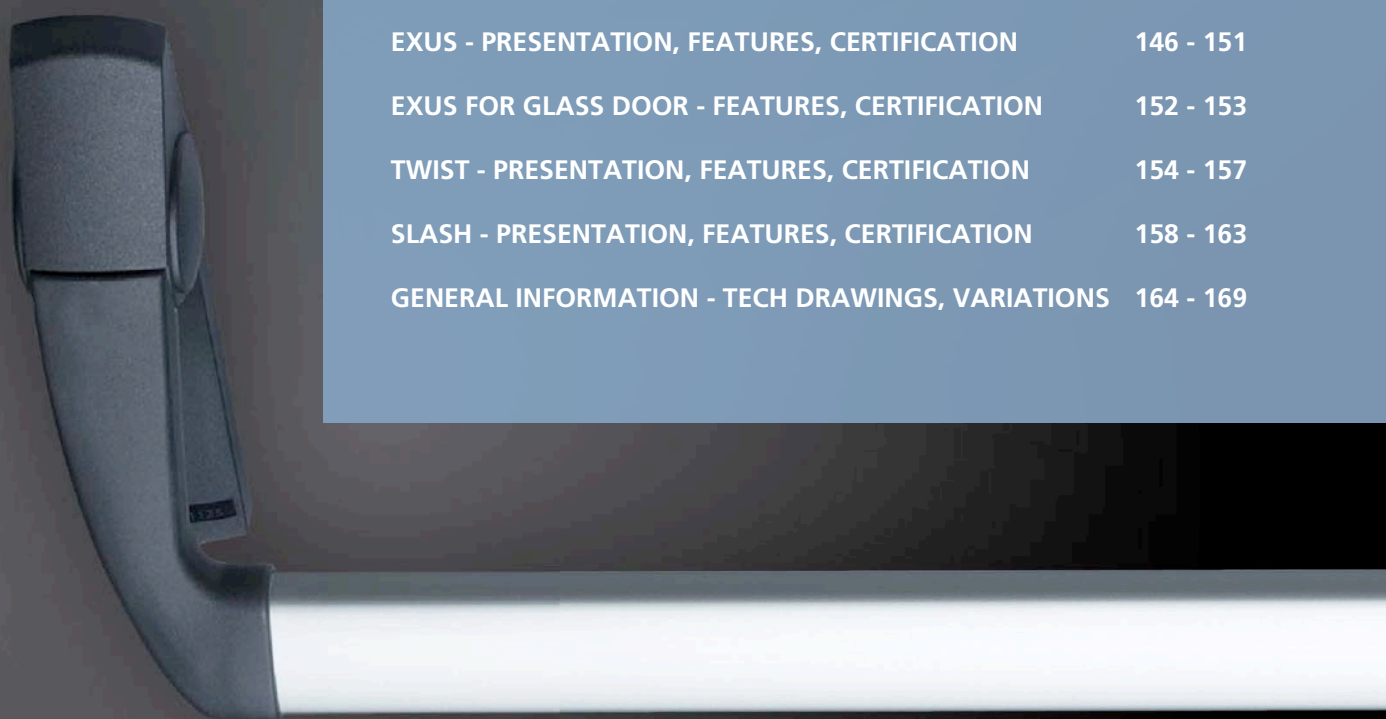 EXUS - PRESENTATION, FEATURES, CERTIFICATION 146 - 151
EXUS FOR GLASS DOOR - FEATURES, CERTIFICATION 152 - 153
TWIST - PRESENTATION, FEATURES, CERTIFICATION 154 - 157
SLASH - PRESENTATION, FEATURES, CERTIFICATION 158 - 163
GENERAL INFORMATION - TECH DRAWINGS, VARIATIONS 164 - 169